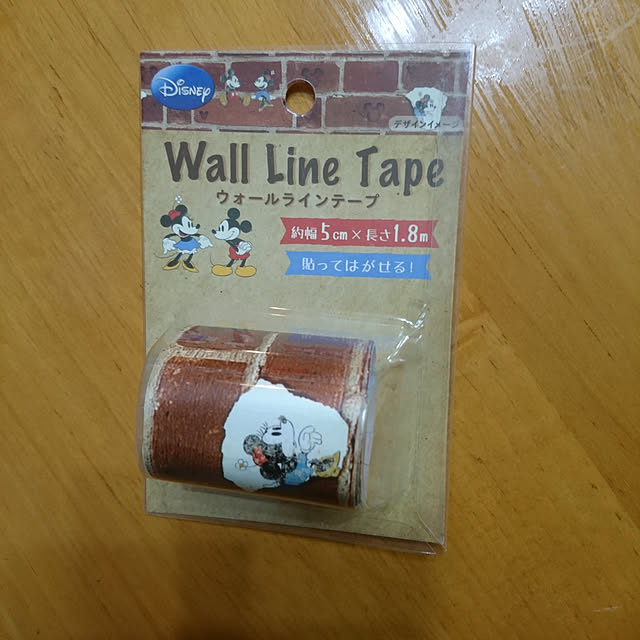 Disney
デザインイメージ
Wall Line Tape
ウォールラインテープ
約幅5cm×長さ1.8m
貼ってはがせる!